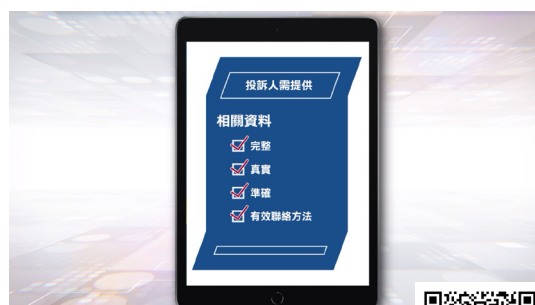 投訴人需提供
相關資料
完整
真實
準確
有效聯絡方法